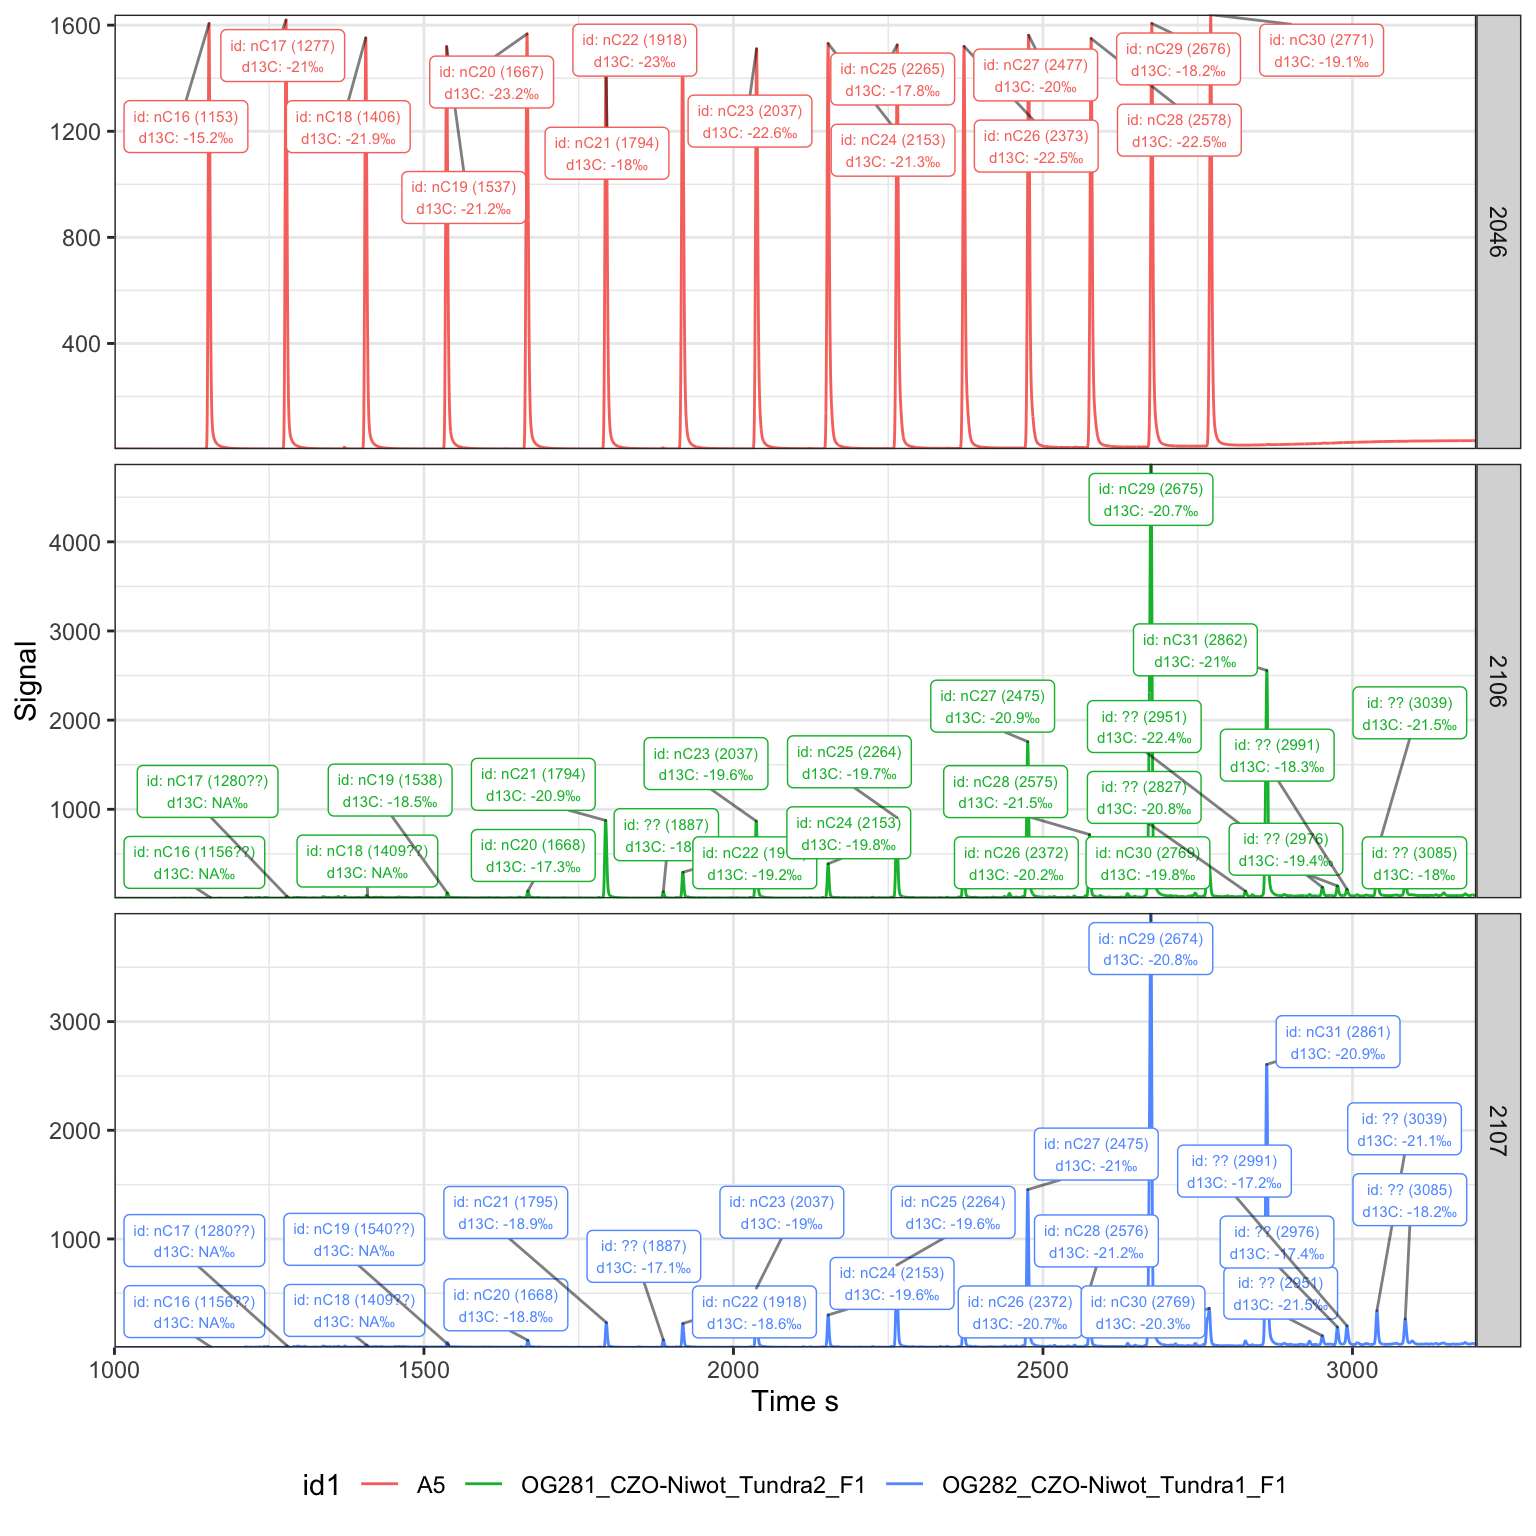 1600
1200
800
400
id: nC16 (1153)
d13C: -15.2‰
id: nC17 (1277)
d13C: -21‰
id: nC18 (1406)
d13C: -21.9‰
id: nC19 (1537)
d13C: -21.2‰
id: nC20 (1667)
d13C: -23.2‰
id: nC21 (1794)
d13C: -18‰
id: nC22 (1918)
d13C: -23‰
id: nC23 (2037)
d13C: -22.6‰
id: nC25 (2265)
d13C: -17.8‰
id: nC24 (2153)
d13C: -21.3‰
id: nC27 (2477)
d13C: -20‰
id: nC26 (2373)
d13C: -22.5‰
id: nC29 (2676)
d13C: -18.2‰
id: nC28 (2578)
d13C: -22.5‰
id: nC30 (2771)
d13C: -19.1‰
2046
Signal
4000
3000
2000
1000
id: nC17 (1280??)
d13C: NA‰
id: nC16 (1156??)
d13C: NA‰
id: nC19 (1538)
d13C: -18.5‰
id: nC18 (1409??)
d13C: NA‰
id: nC21 (1794)
d13C: -20.9‰
id: nC20 (1668)
d13C: -17.3‰
id: ?? (1887)
d13C: -18
id: nC23 (2037)
d13C: -19.6‰
id: nC22 (19
d13C: -19.2‰
id: nC25 (2264)
d13C: -19.7‰
id: nC24 (2153)
d13C: -19.8‰
id: nC27 (2475)
d13C: -20.9‰
id: nC28 (2575)
d13C: -21.5‰
id: nC26 (2372)
d13C: -20.2‰
id: nC29 (2675)
d13C: -20.7‰
id: nC31 (2862)
d13C: -21‰
id: ?? (2951)
d13C: -22.4‰
id: ?? (2827)
d13C: -20.8‰
id: nC30 (2769)
d13C: -19.8‰
id: ?? (2991)
d13C: -18.3‰
id: ?? (2976)
d13C: -19.4‰
id: ?? (3039)
d13C: -21.5‰
id: ?? (3085)
d13C: -18‰
2106
3000
2000
1000
id: nC17 (1280??)
d13C: NA‰
id: nC16 (1156??)
d13C: NA‰
id: nC19 (1540??)
d13C: NA‰
id: nC18 (1409??)
d13C: NA‰
id: nC21 (1795)
d13C: -18.9‰
id: nC20 (1668)
d13C: -18.8‰
id: ?? (1887)
d13C: -17.1‰
id: nC23 (2037)
d13C: -19‰
id: nC22 (1918)
d13C: -18.6‰
id: nC25 (2264)
d13C: -19.6‰
id: nC24 (2153)
d13C: -19.6‰
id: nC29 (2674)
d13C: -20.8‰
id: nC27 (2475)
d13C: -21‰
id: nC28 (2576)
d13C: -21.2‰
id: nC26 (2372)
d13C: -20.7‰
id: nC30 (2769)
d13C: -20.3‰
id: nC31 (2861)
d13C: -20.9‰
id: ?? (2991)
d13C: -17.2‰
id: ?? (2976)
d13C: -17.4‰
id: ?? (2951)
d13C: -21.5‰
id: ?? (3039)
d13C: -21.1‰
id: ?? (3085)
d13C: -18.2‰
2107
1000 1500 2000 2500 3000
Time s
id1 A5 OG281_CZO-Niwot_Tundra2_F1 OG282_CZO-Niwot_Tundra1_F1